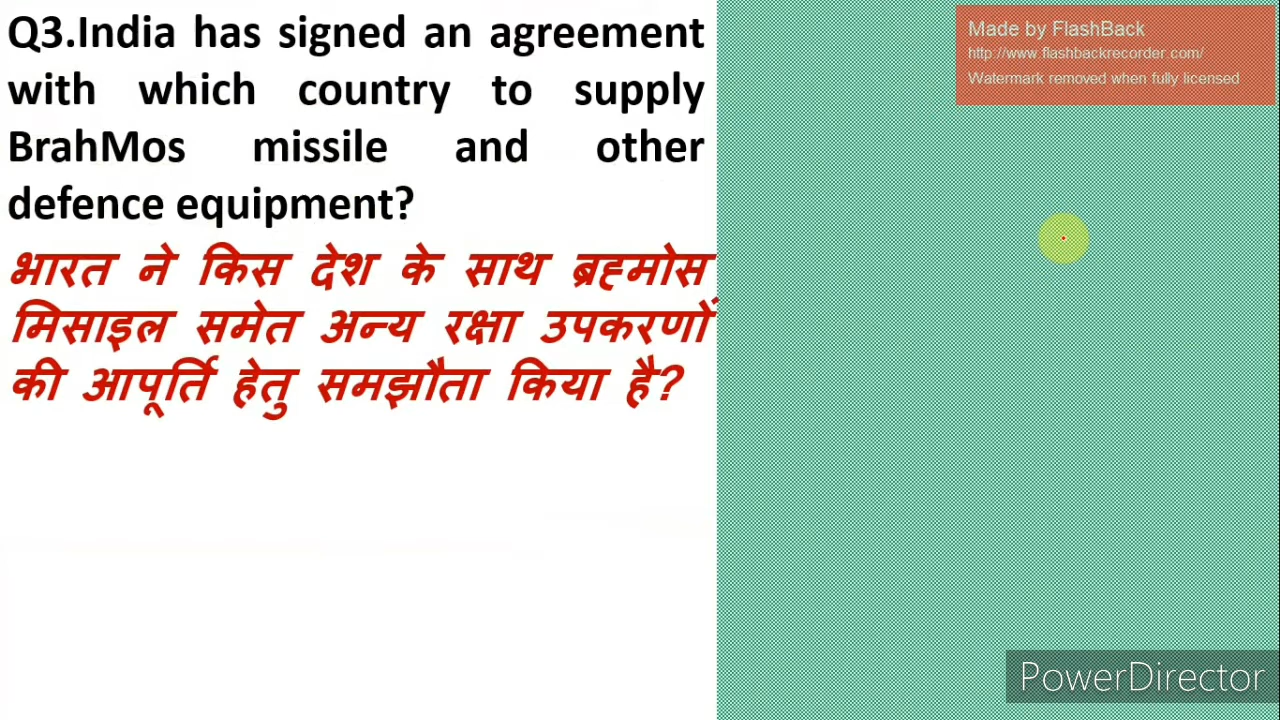 Q3.India has signed an agreement
with which country to supply
BrahMos missile and other
defence equipment?
भारत ने किस देश के साथ ब्रह्मोस
मिसाइल समेत अन्य रक्षा उपकरणों
की आपूर्ति हेतु समझौता किया है?
Made by FlashBack
http://www.flashbackrecorder.com/
Watermark removed when fully licensed
PowerDirector